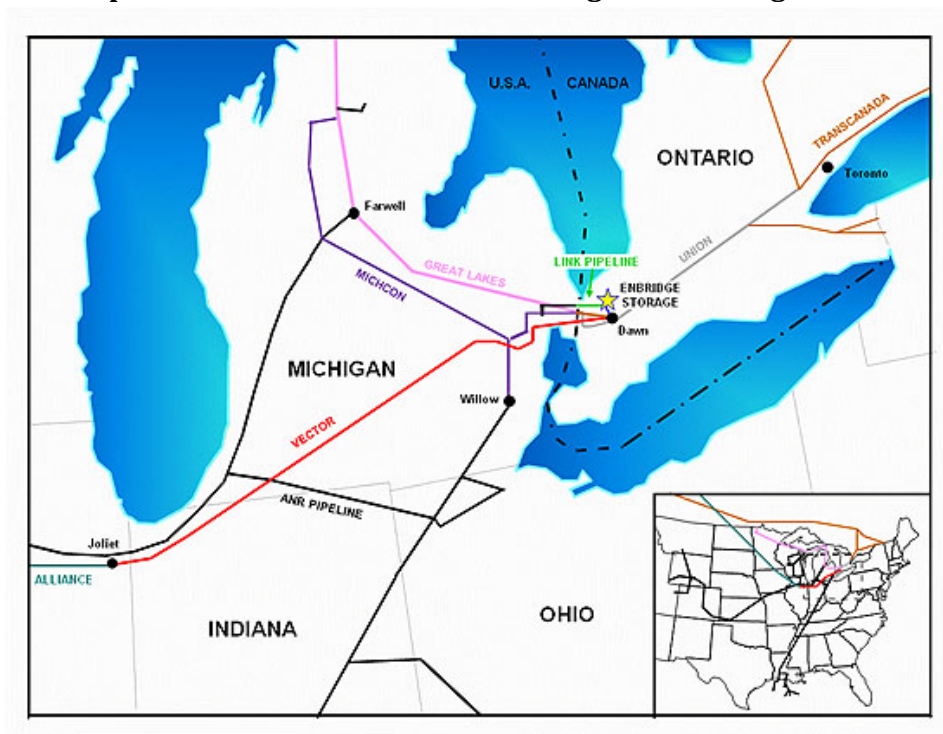 U.S.A.
CANADA
ONTARIO
TRANSCANADA
Toronto
UNION
Farwell
GREAT LAKES
MICHCON
LINK PIPELINE
ENBRIDGE
STORAGE
Dawn
MICHIGAN
Willow
VECTOR
ANR PIPELINE
Joliet
ALLIANCE
INDIANA
OHIO